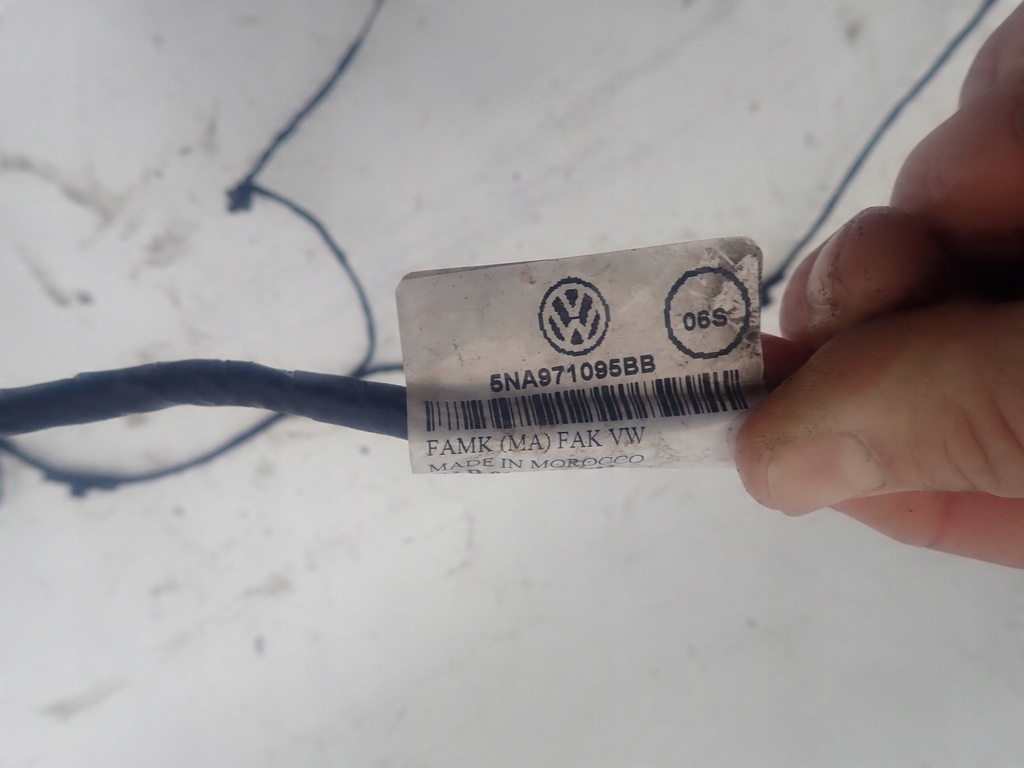 06S
5NA971095BB
FAMK (MA) FAK VW
MADE IN MOROCCO